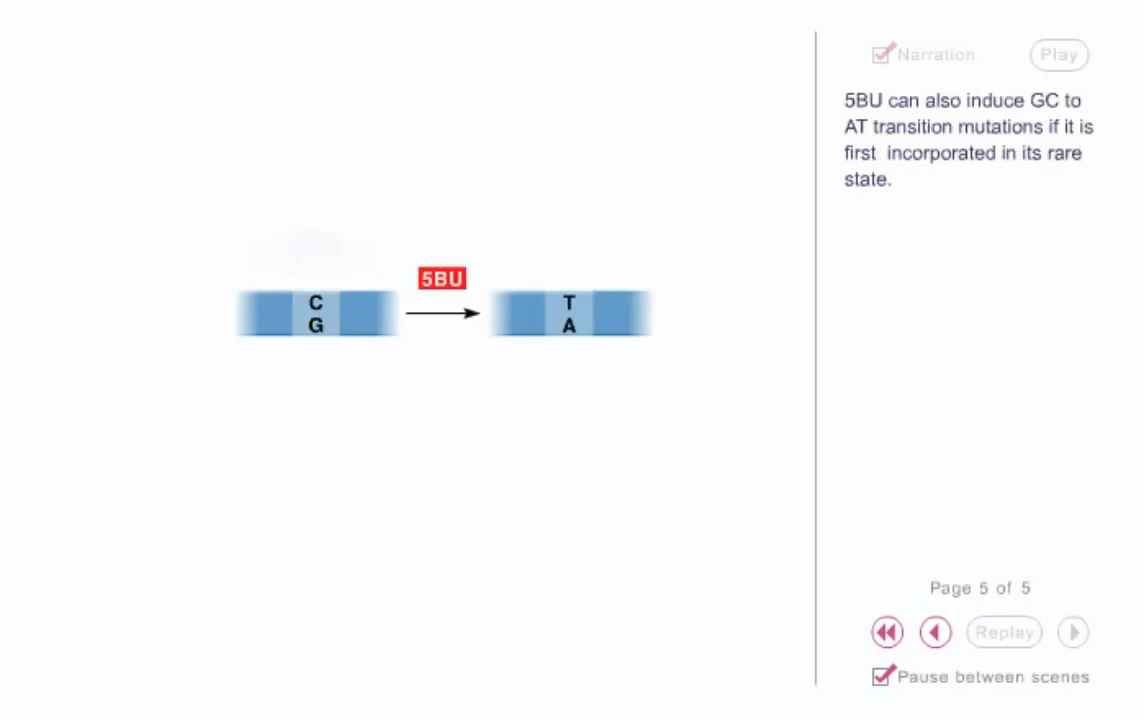 Narration
Play
5BU can also induce GC to
AT transition mutations if it is
first incorporated in its rare
state.
5BU
C
G
T
A
Page 5 of 5
Replay
Pause between scenes